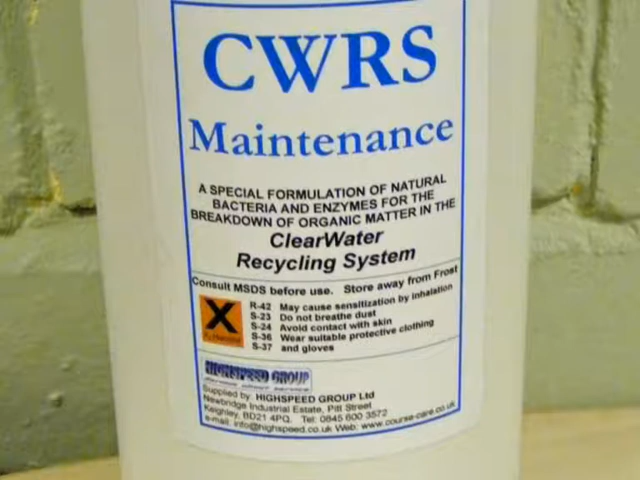 CWRS
Maintenance
A SPECIAL FORMULATION OF NATURAL
BACTERIA AND ENZYMES FOR THE
BREAKDOWN OF ORGANIC MATTER IN THE
ClearWater
Recycling System
Consult MSDS before use. Store away from Frost
R-42 May cause sensitization by inhalation
S-23 Do not breathe dust
S-24 Avoid contact with skin
S-36 Wear suitable protective clothing
S-37 and gloves
X
HIGHSPEED GROUP
Supplied by: HIGHSPEED GROUP Ltd
Newbridge Industrial Estate, Pitt Street
Keighley, BD21 4PQ. Tel: 0845 600 3572
e-mail: info@highspeed.co.uk Web: www.course-care.co.uk